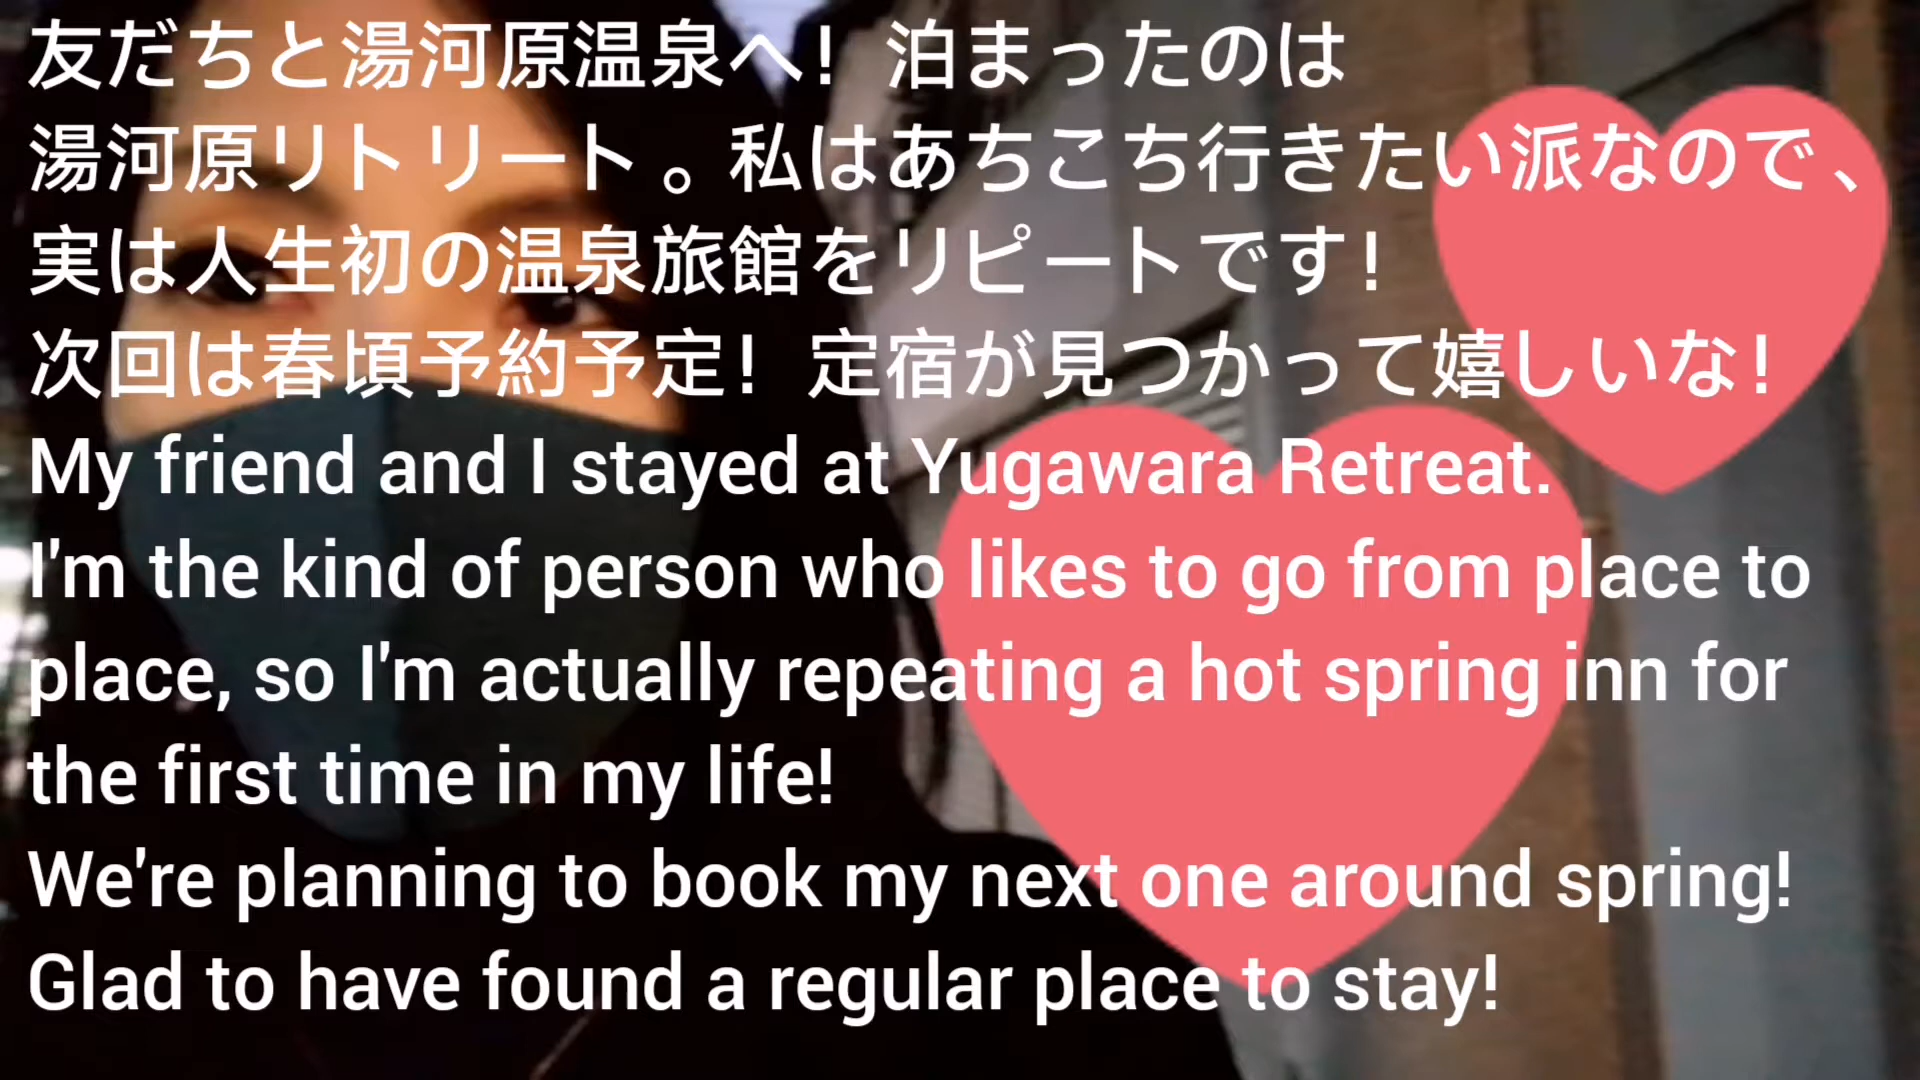 友だちと湯河原温泉へ！泊まったのは
湯河原リトリート。私はあちこち行きたい派なので、
実は人生初の温泉旅館をリピートです！
次回は春頃予約予定！定宿が見つかって嬉しいな！
My friend and I stayed at Yugawara Retreat.
I'm the kind of person who likes to go from place to
place, so I'm actually repeating a hot spring inn for
the first time in my life!
We're planning to book my next one around spring!
Glad to have found a regular place to stay!